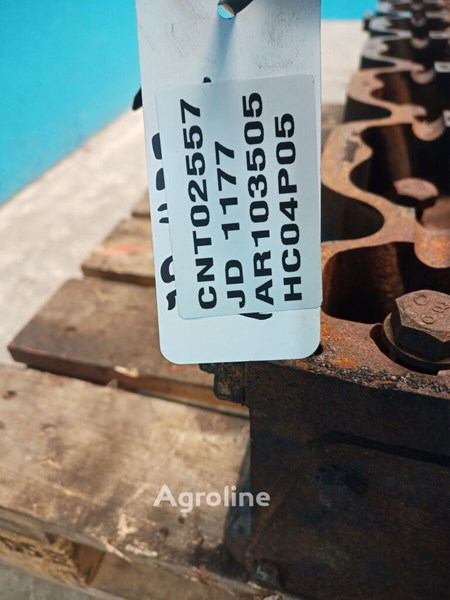 CNT02557
JD 1177
AR103505
HC04P05
Agroline